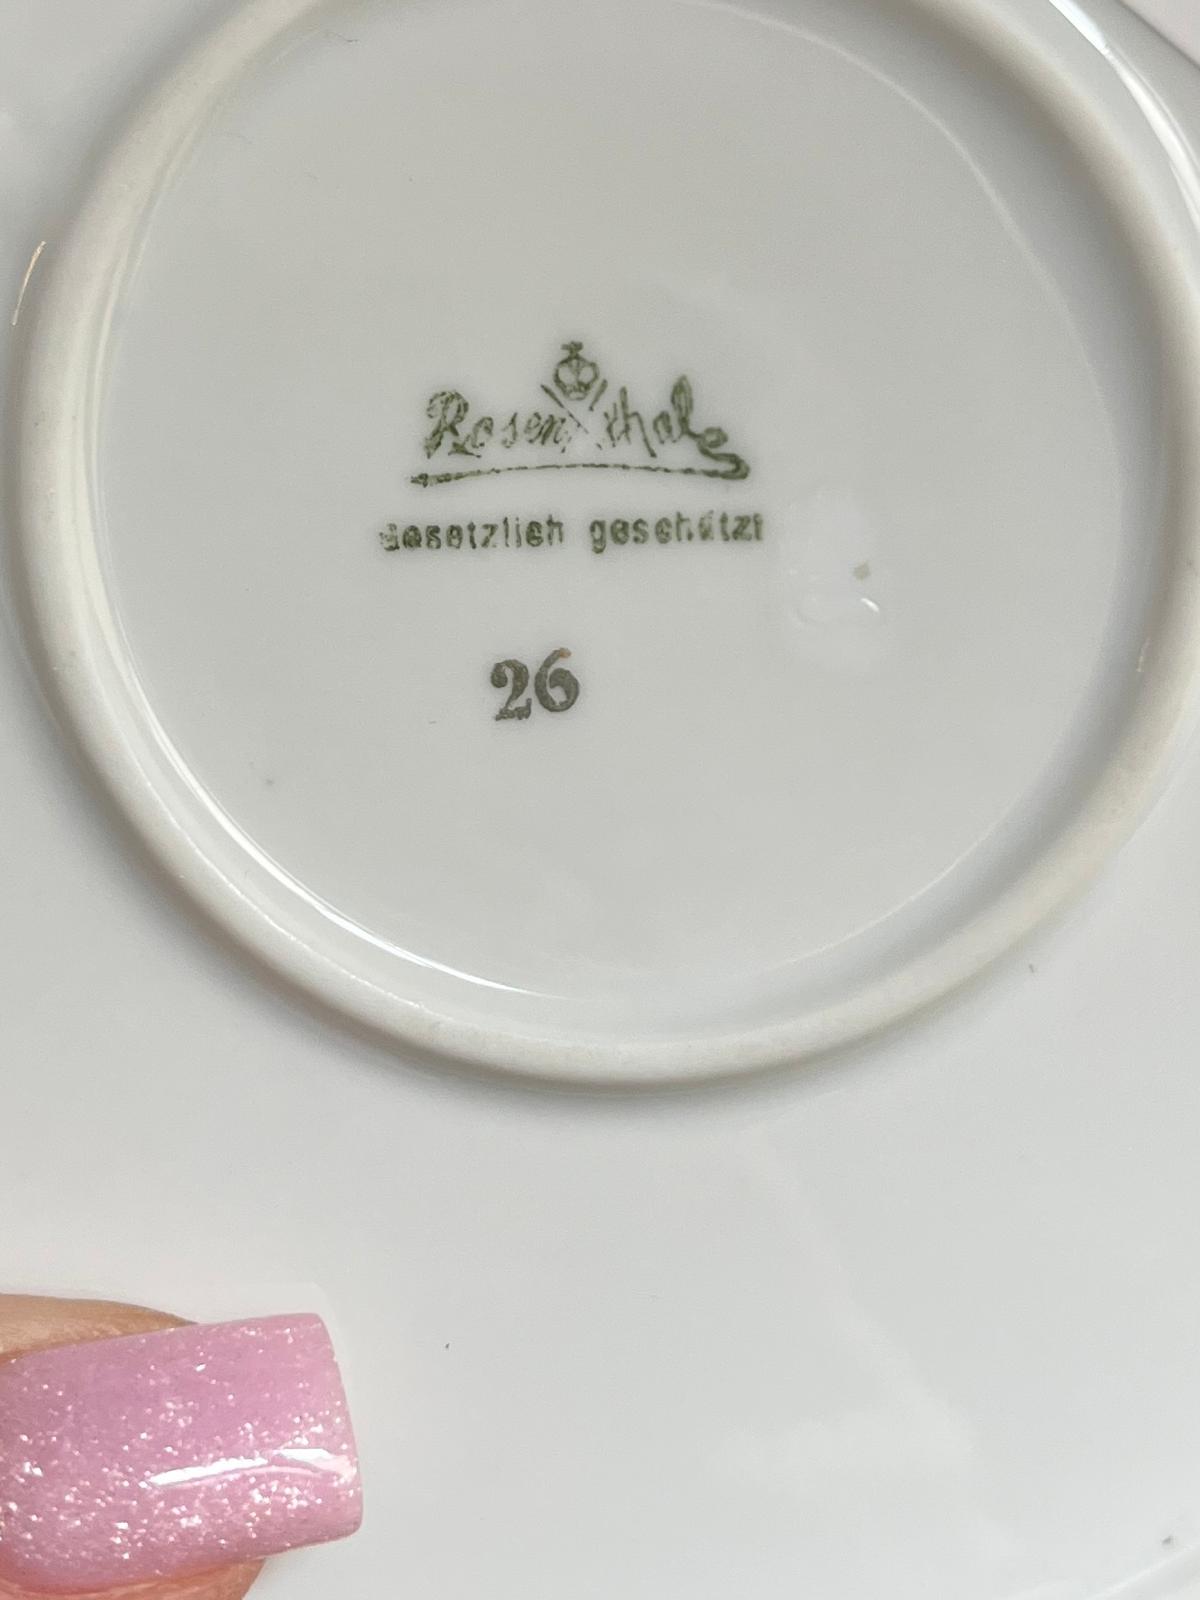 Rosenthal
Gesetzlich geschützt
26